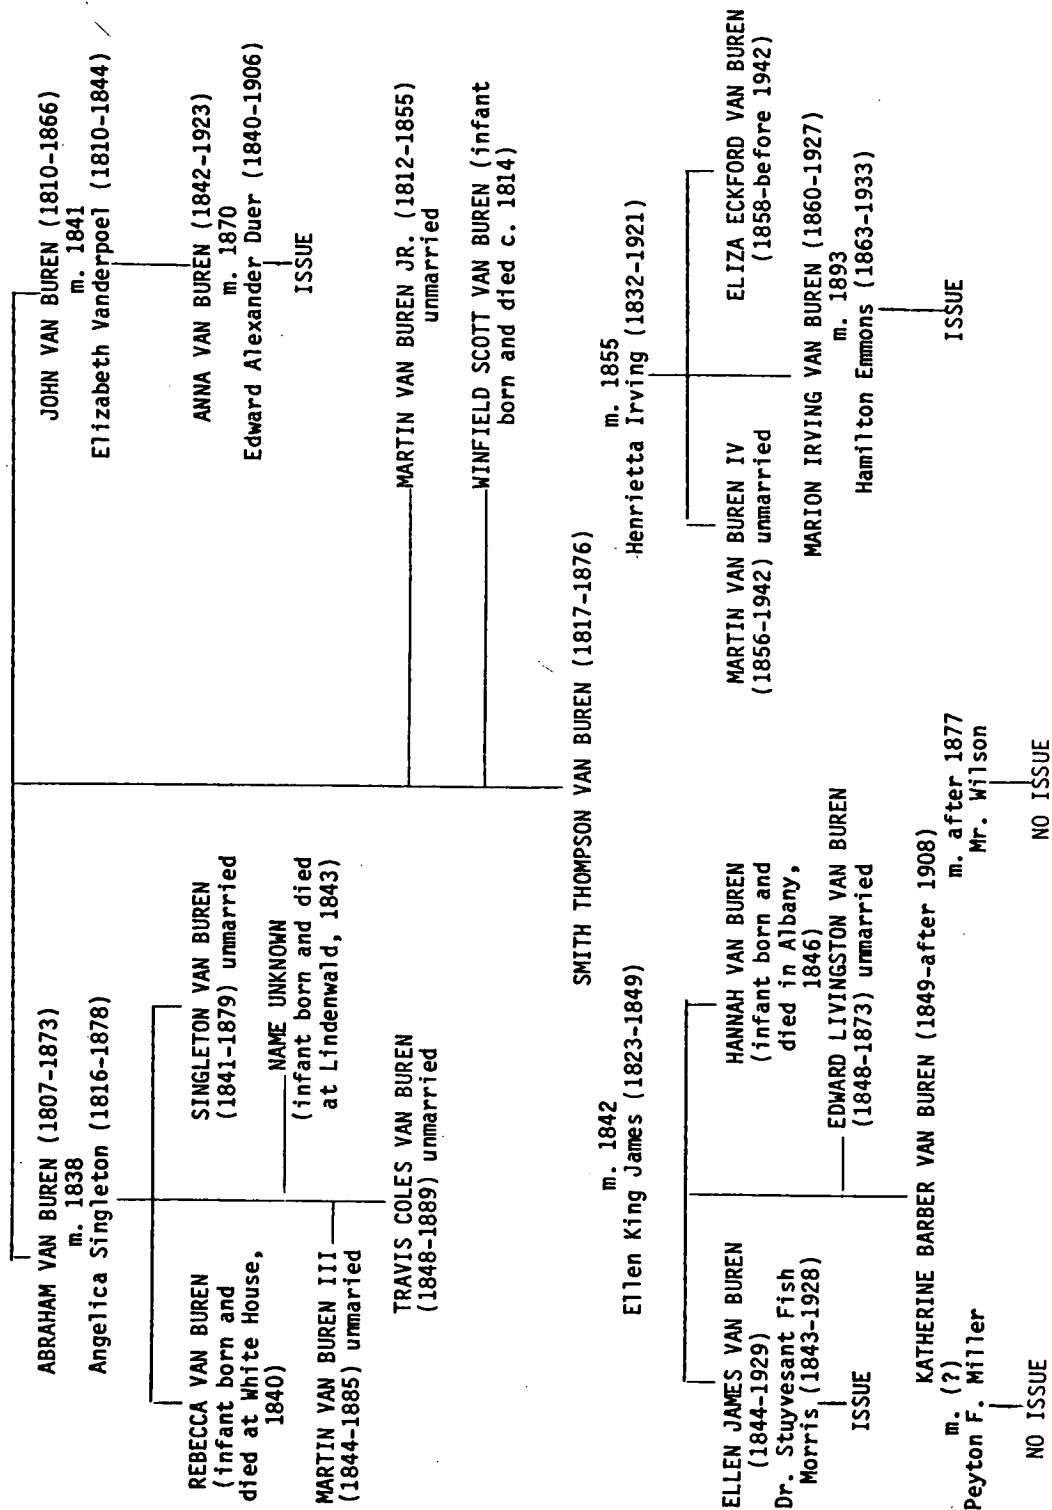 ABRAHAM VAN BUREN (1807-1873)
m. 1838
Angelica Singleton (1816-1878)
REBECCA VAN BUREN
(infant born and
died at White House,
1840)
SINGLETON VAN BUREN
(1841-1879) unmarried
NAME UNKNOWN
(infant born and died
at Lindenwald, 1843)
MARTIN VAN BUREN III
(1844-1885) unmaried
TRAVIS COLES VAN BUREN
(1848-1889) unmarried
JOHN VAN BUREN (1810-1866)
m. 1841
Elizabeth Vanderpoel (1810-1844)
ANNA VAN BUREN (1842-1923)
m. 1870
Edward Alexander Duer (1840-1906)
ISSUE
MARTIN VAN BUREN JR. (1812-1855)
unmarried
WINFIELD SCOTT VAN BUREN (infant
born and died c. 1814)
SMITH THOMPSON VAN BUREN (1817-1876)
m. 1842
Ellen King James (1823-1849)
ELLEN JAMES VAN BUREN
(1844-1929)
Dr. Stuyvesant Fish
Morris (1843-1928)
ISSUE
HANNAH VAN BUREN
(infant born and
died in Albany,
1846)
EDWARD LIVINGSTON VAN BUREN
(1848-1873) unmarried
KATHERINE BARBER VAN BUREN (1849-after 1908)
m. (?)
Peyton F. Miller
NO ISSUE
m. after 1877
Mr. Wilson
NO ISSUE
m. 1855
Henrietta Irving (1832-1921)
MARTIN VAN BUREN IV
(1856-1942) unmarried
ELIZA ECKFORD VAN BUREN
(1858-before 1942)
MARION IRVING VAN BUREN (1860-1927)
m. 1893
Hamilton Emmons (1863-1933)
ISSUE